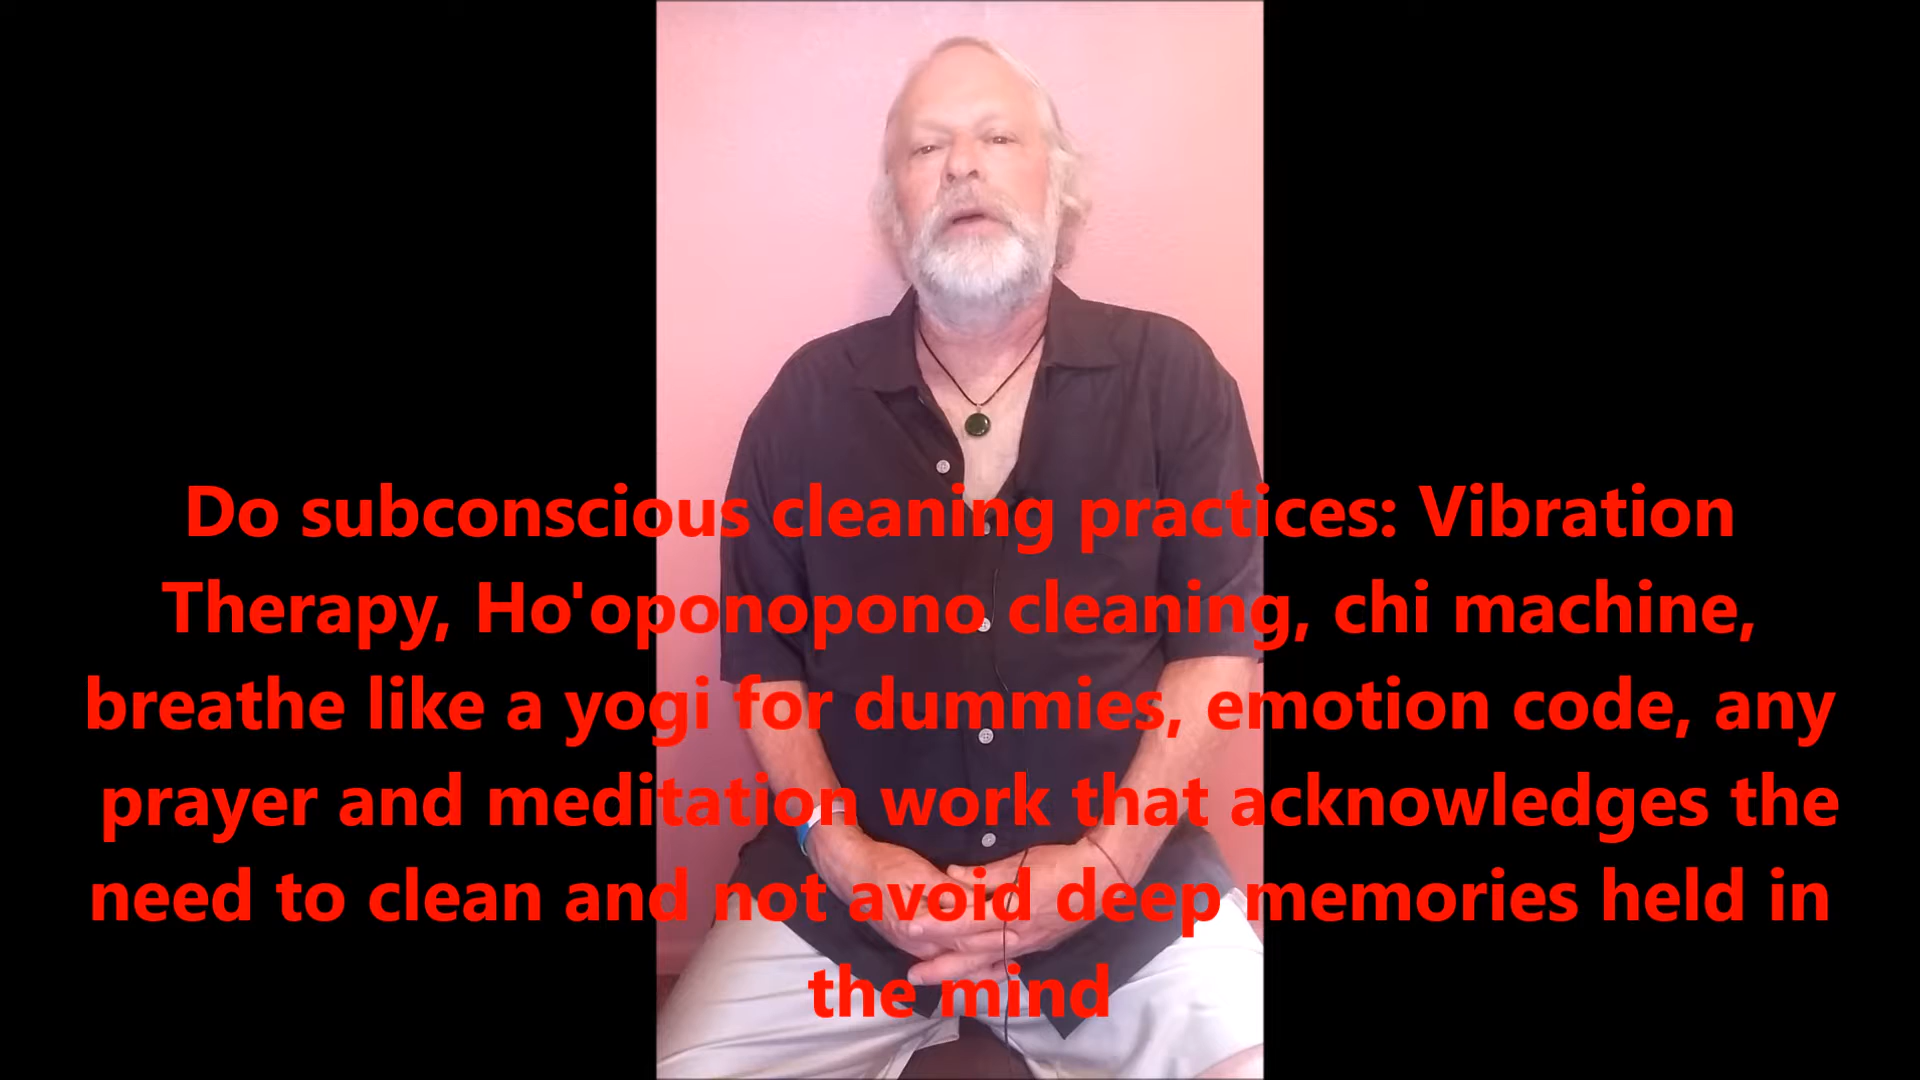 Do subconscious cleaning practices: Vibration
Therapy, Ho'oponopono cleaning, chi machine,
breathe like a yogi for dummies, emotion code, any
prayer and meditation work that acknowledges the
need to clean and not avoid deep memories held in
the mind